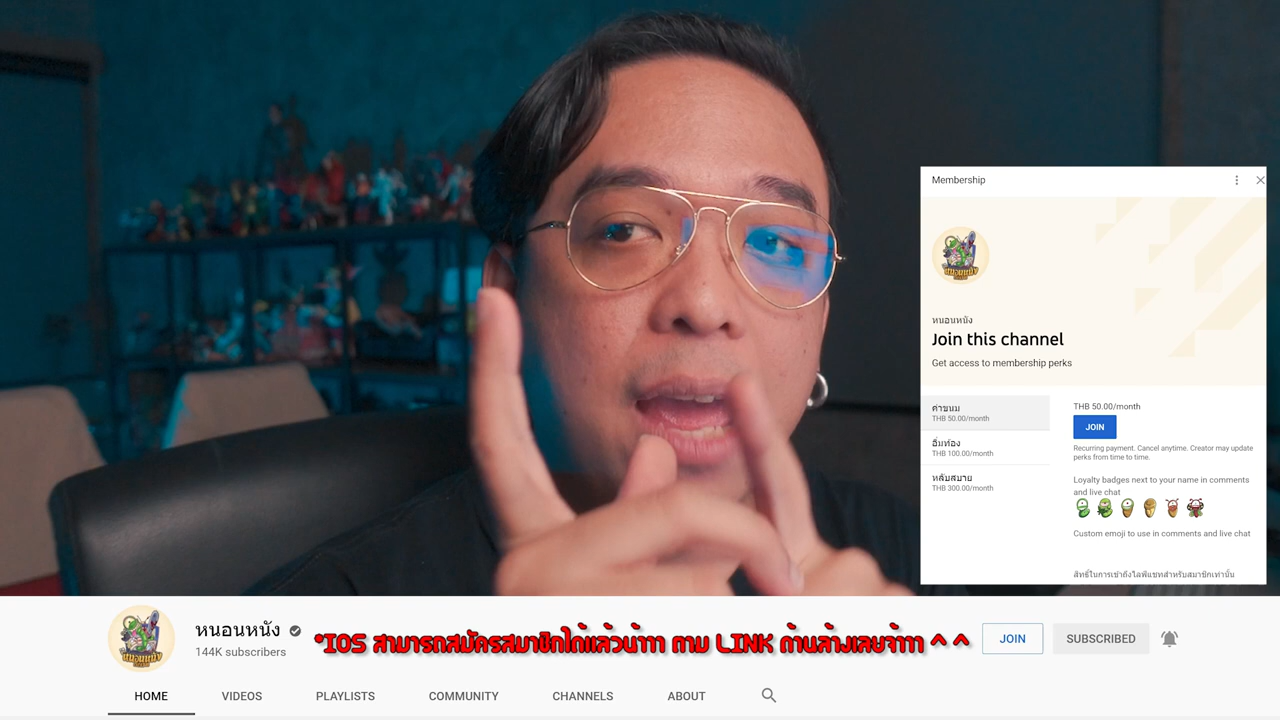 Membership
หนอนหนัง
Join this channel
Get access to membership perks
ค่าขนม
THB 50.00/month
อิ่มท้อง
THB 100.00/month
หลับสบาย
THB 300.00/month
THB 50.00/month
JOIN
Recurring payment. Cancel anytime. Creator may update
perks from time to time.
Loyalty badges next to your name in comments
and live chat
Custom emoji to use in comments and live chat
สิทธิ์ในการเข้าถึงไลฟ์แชทสำหรับสมาชิกเท่านั้น
หนอนหนัง
144K subscribers
*IOS สามารถสมัครสมาชิกได้แล้วน้าาา ตาม LINK ด้านล่างเลยจ้าาา ^ ^
JOIN
SUBSCRIBED
HOME VIDEOS PLAYLISTS COMMUNITY CHANNELS ABOUT